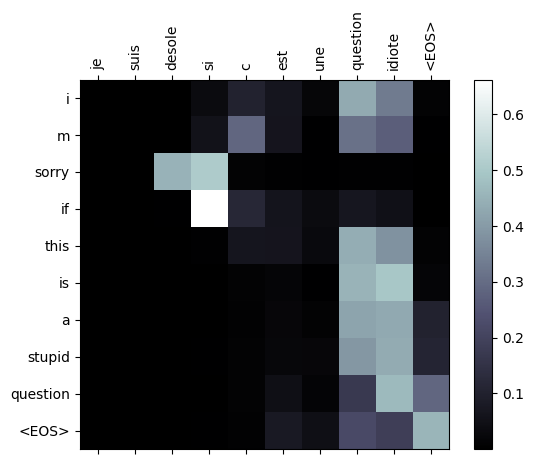 je suis desole si c est une question idiote <EOS>
i
m
sorry
if
this
is
a
stupid
question
<EOS>
0.6
0.5
0.4
0.3
0.2
0.1